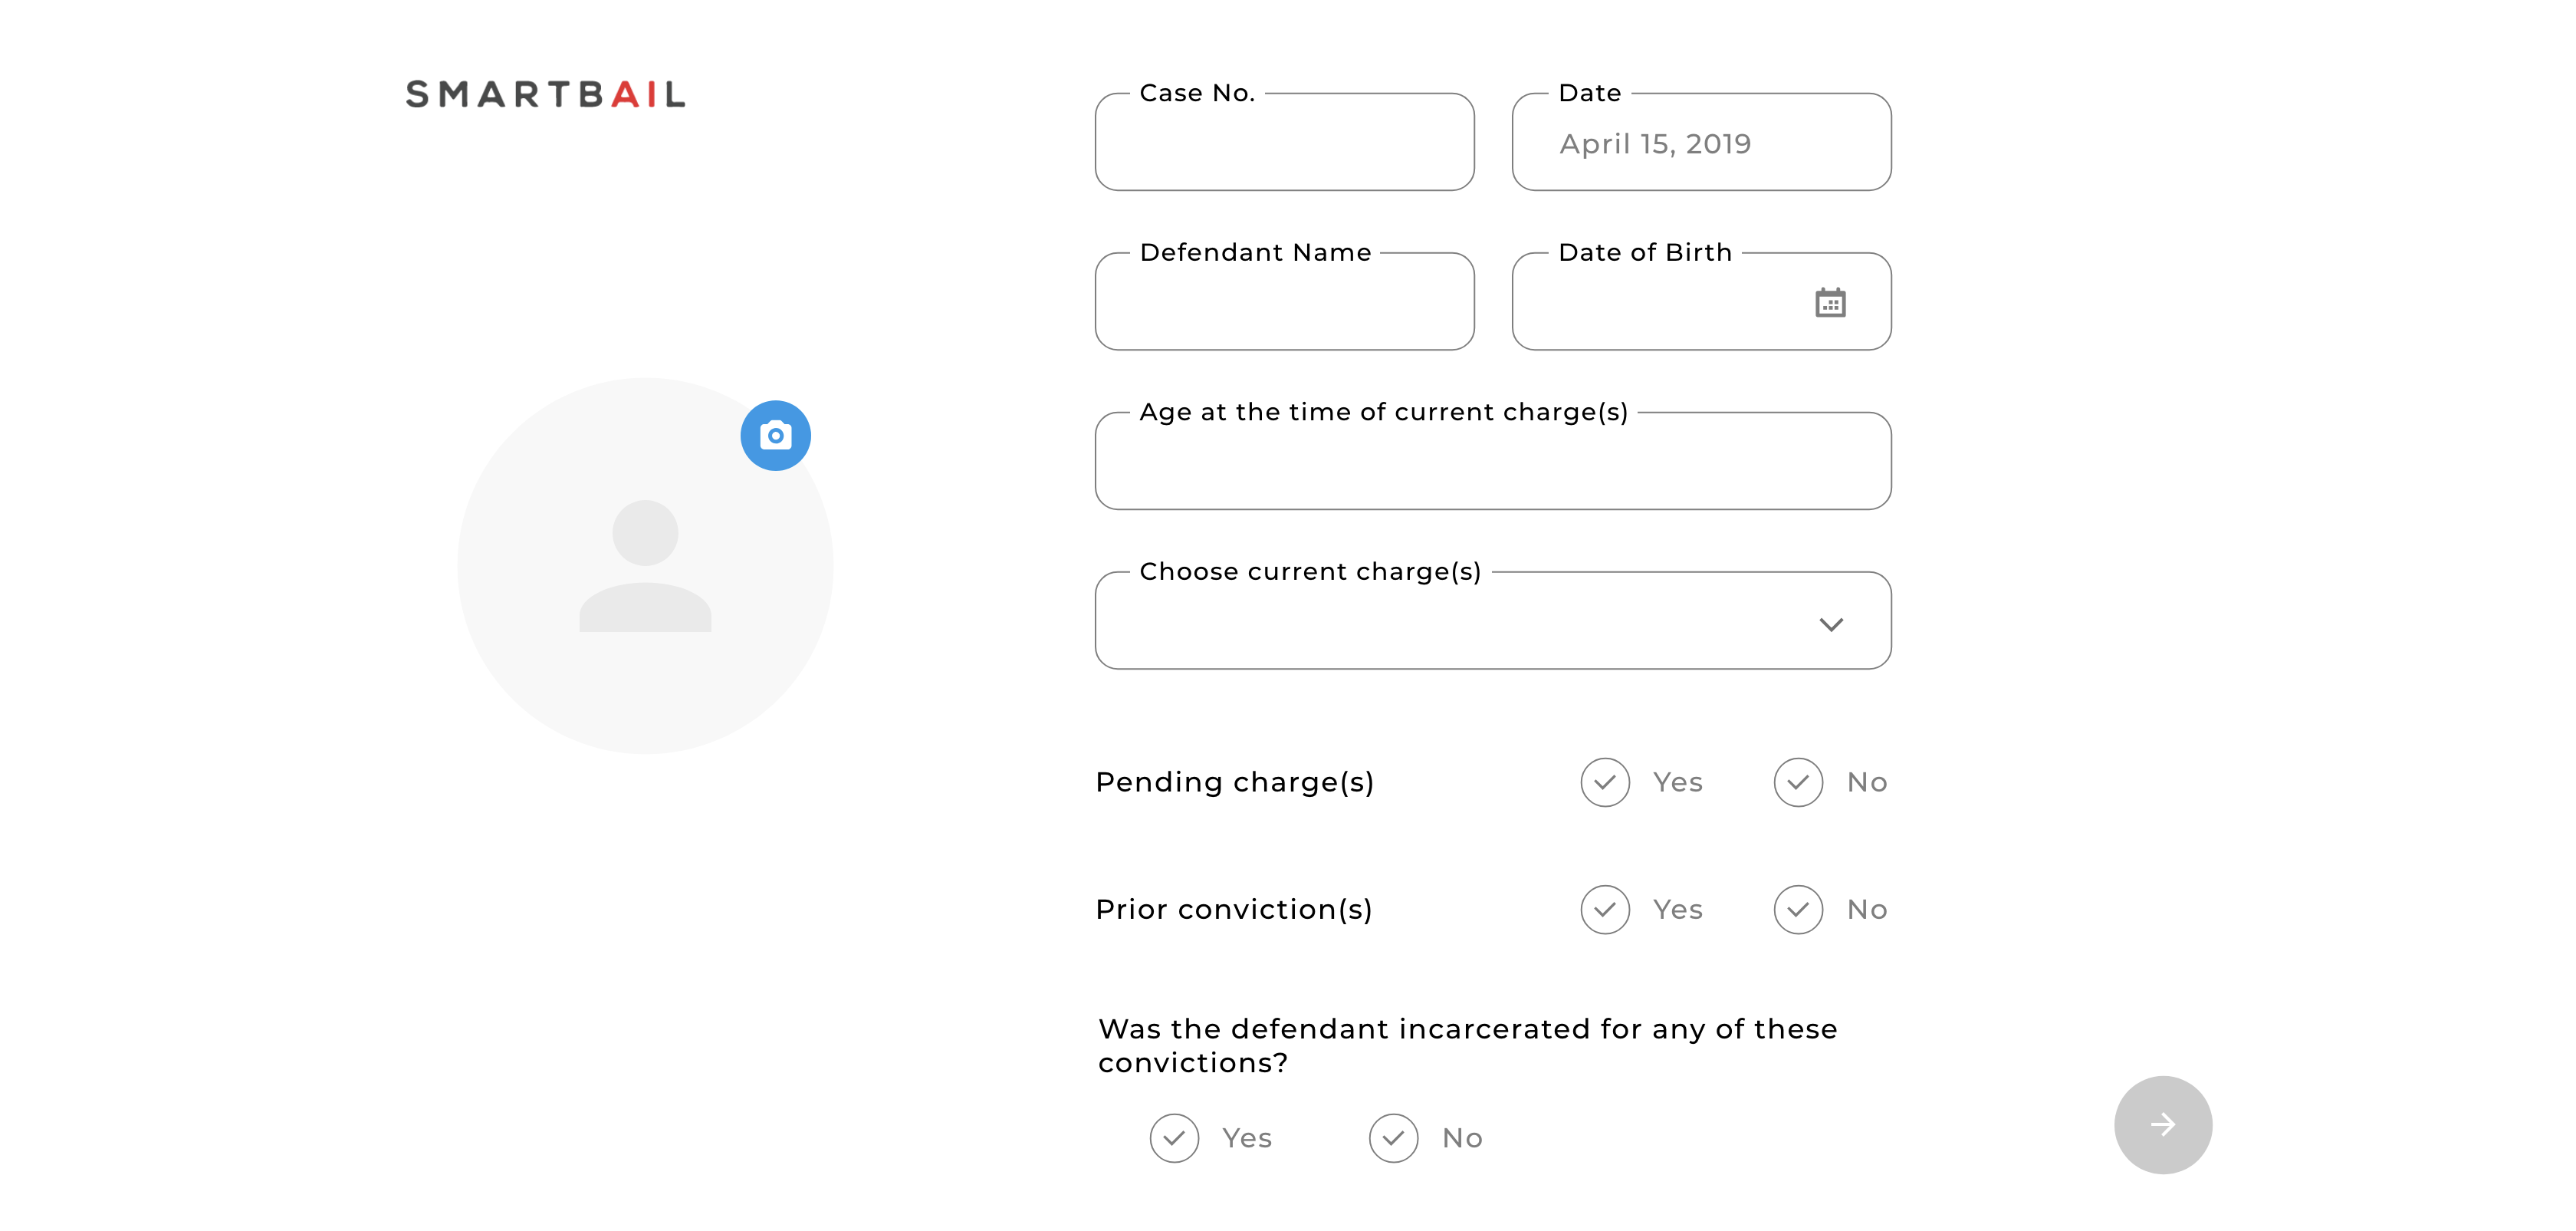 SMARTBAIL
Case No.
Date
April 15, 2019
Defendant Name
Date of Birth
Age at the time of current charge(s)
Choose current charge(s)
Pending charge(s)
Yes
No
Prior conviction(s)
Yes
No
Was the defendant incarcerated for any of these
convictions?
Yes
No